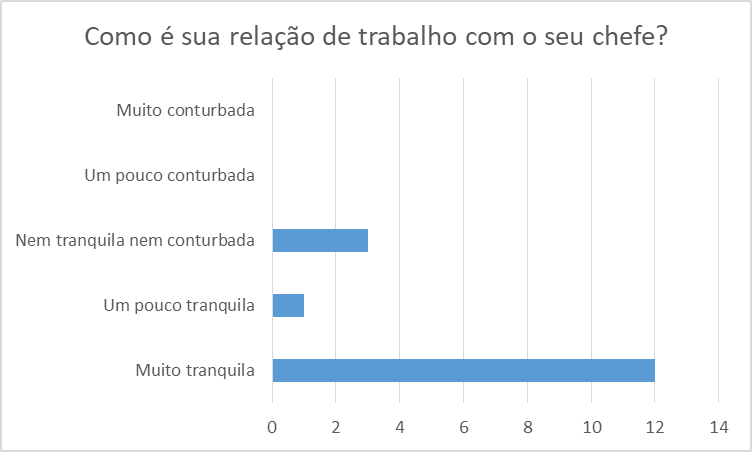 Como é sua relação de trabalho com o seu chefe?
Muito conturbada
Um pouco conturbada
Nem tranquila nem conturbada
Um pouco tranquila
Muito tranquila
0 2 4 6 8 10 12 14